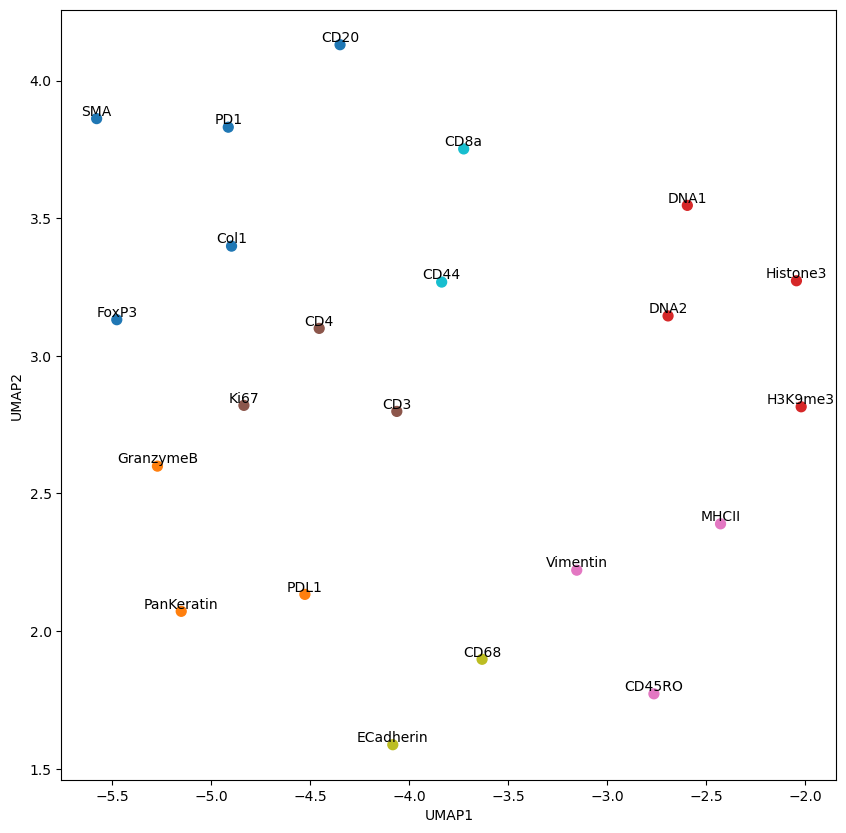 CD20
4.0
SMA
PD1
CD8a
3.5
DNA1
Col1
CD44
Histone3
FoxP3
CD4
DNA2
3.0
UMAP2
Ki67
CD3
H3K9me3
GranzymeB
2.5
MHCII
Vimentin
PanKeratin
PDL1
2.0
CD68
CD45RO
ECadherin
1.5
−5.5 −5.0 −4.5 −4.0 −3.5 −3.0 −2.5 −2.0
UMAP1